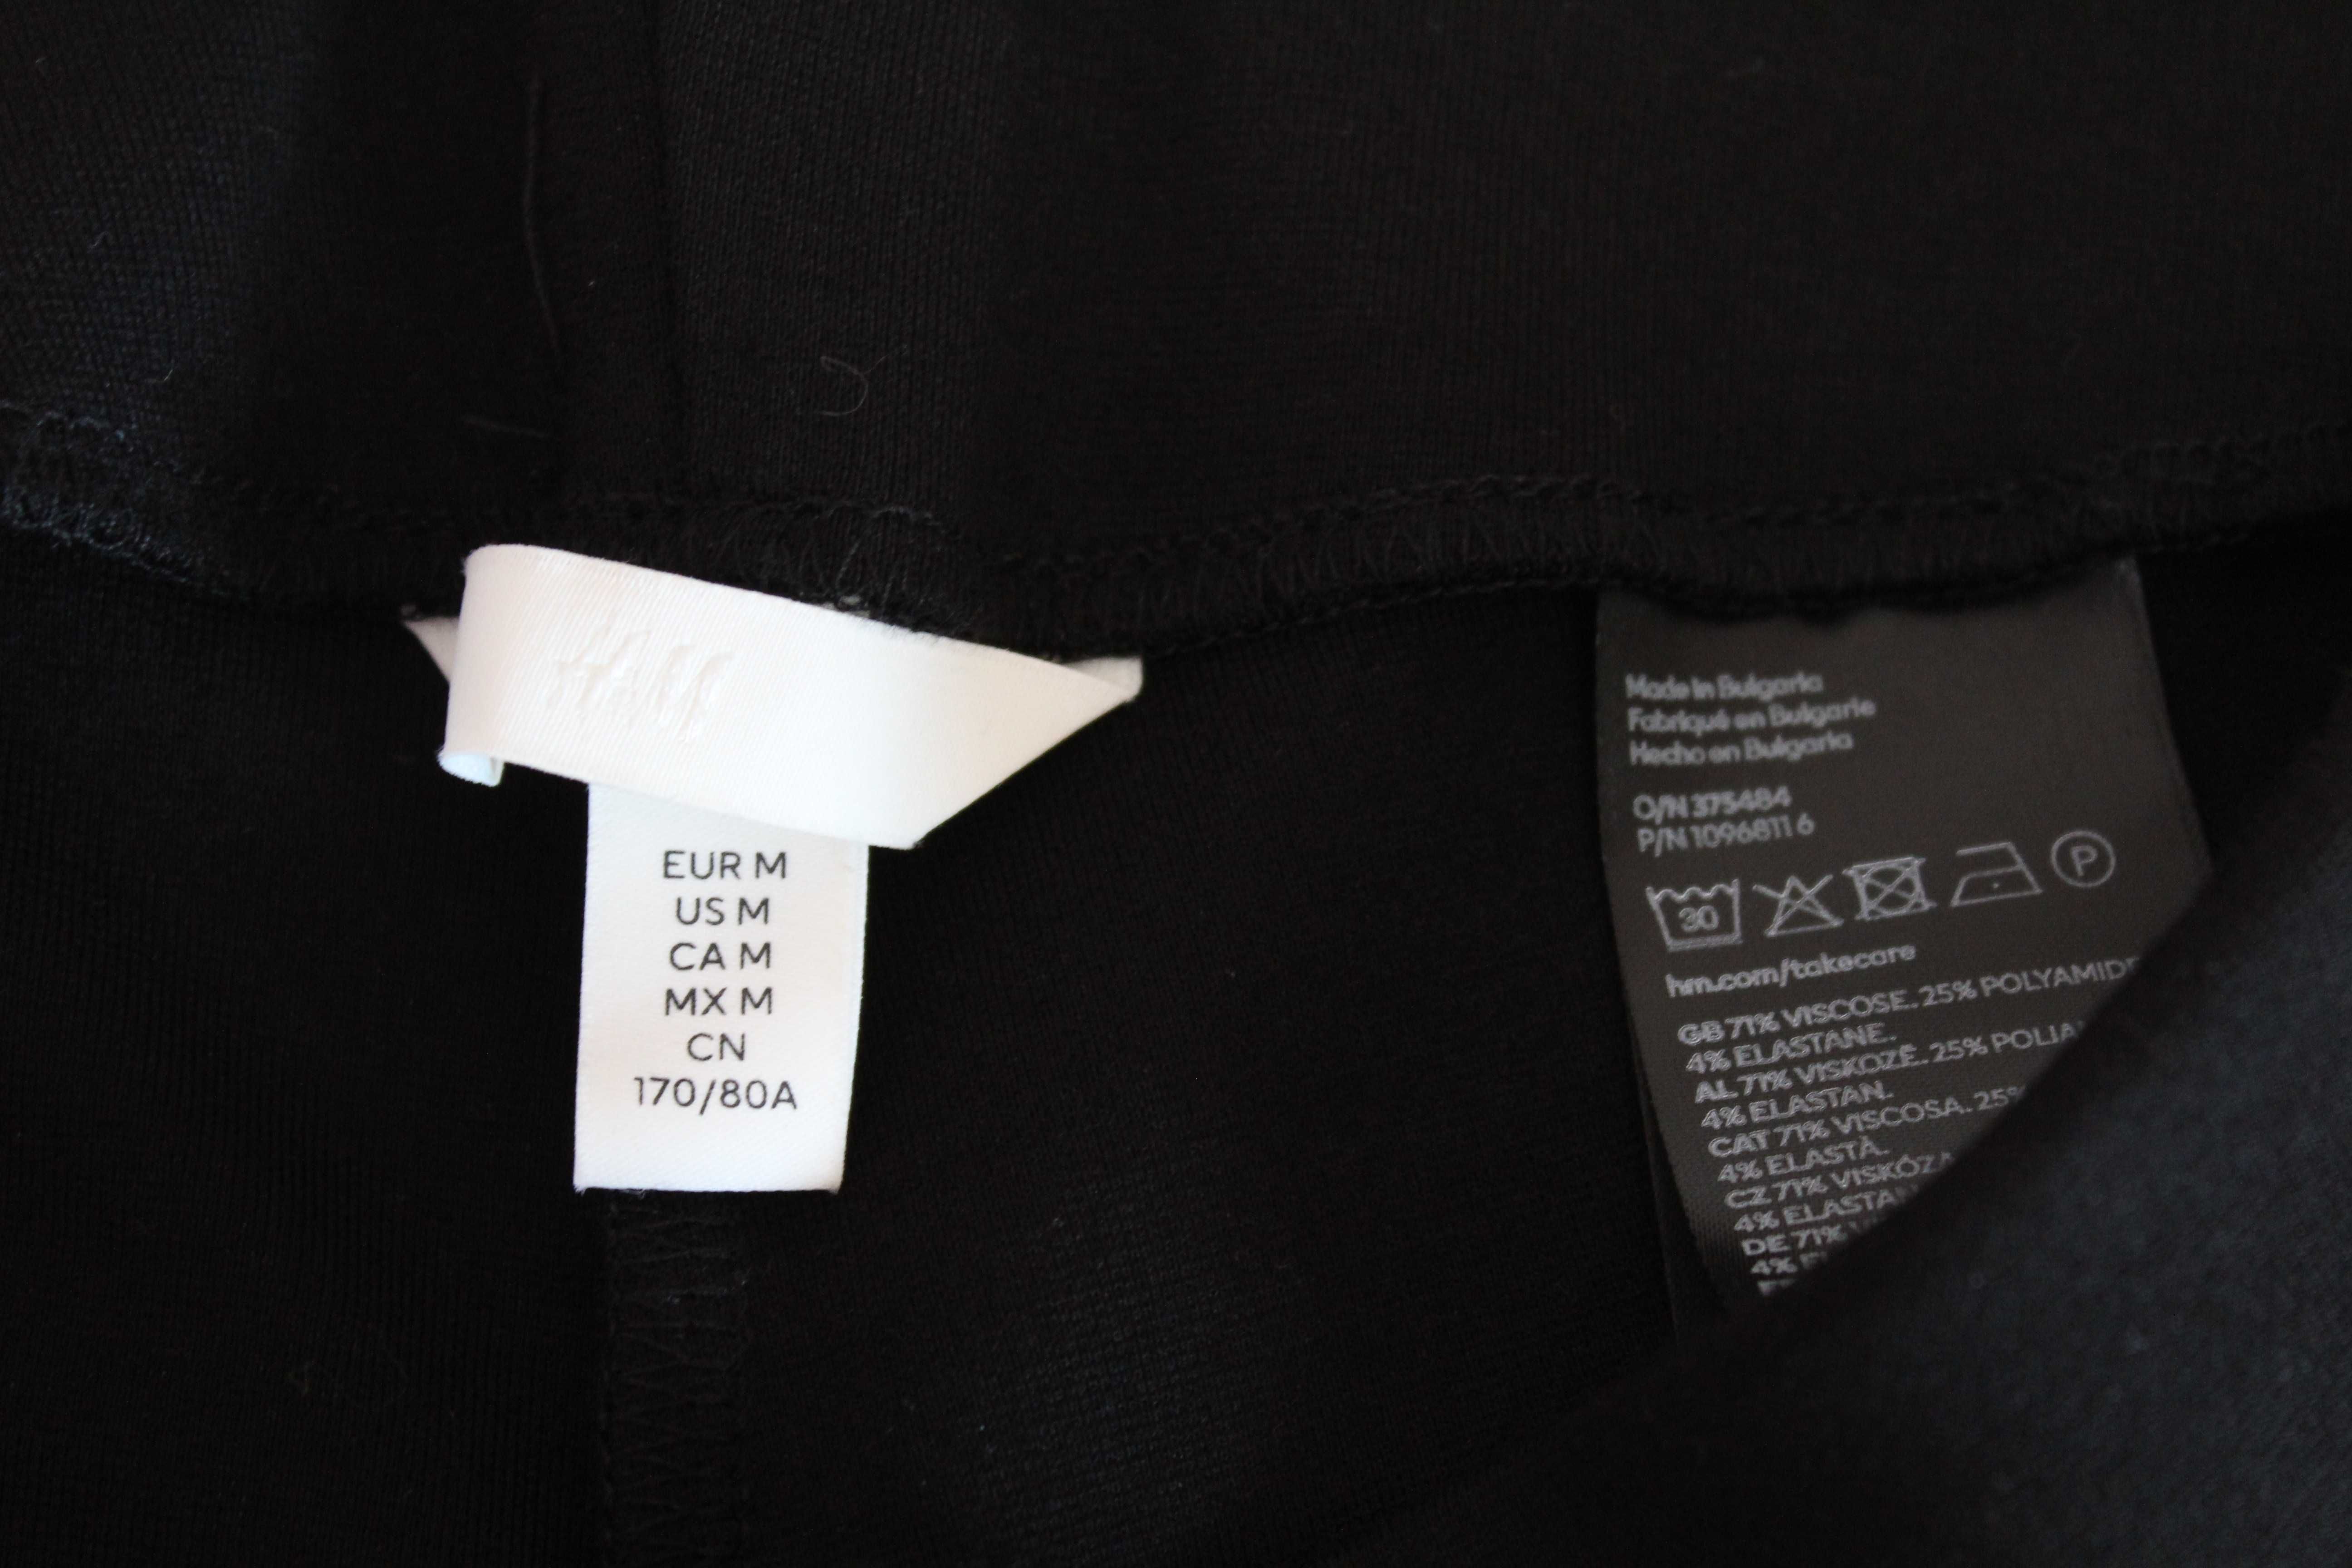 H&M
EUR M
US M
CA M
MX M
CN
170/80A
Made in Bulgaria
Fabriqué en Bulgarie
Hecho en Bulgaria
O/N 375484
P/N 1096811 6
30
P
hm.com/takecare
GB 71% VISCOSE. 25% POLYAMIDE
4% ELASTANE.
AL 71% VISKOZË. 25% POLIA
4% ELASTAN.
CAT 71% VISCOSA. 25%
4% ELASTÀ.
CZ 71% VISKÓZA
4% ELASTAN
DE 71% V
4% E